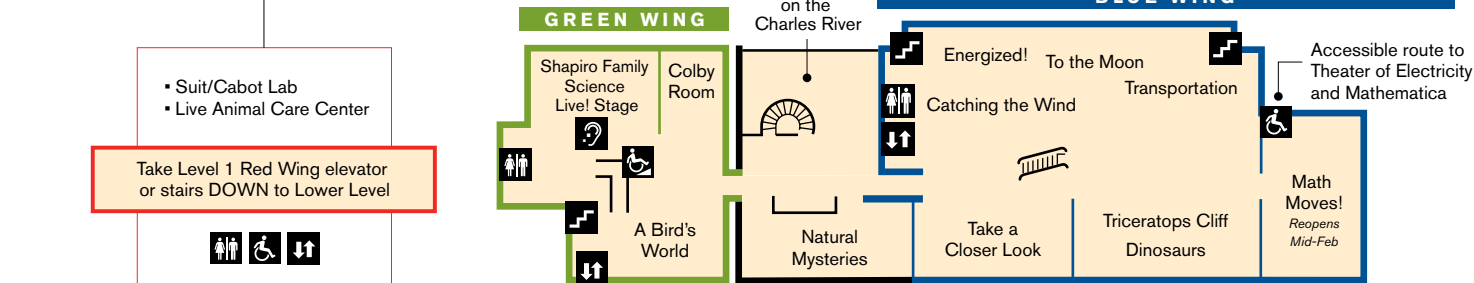 ▪ Suit/Cabot Lab
▪ Live Animal Care Center
Take Level 1 Red Wing elevator
or stairs DOWN to Lower Level
GREEN WING
Shapiro Family
Science
Live! Stage
Colby
Room
A Bird’s
World
on the
Charles River
Natural
Mysteries
BLUE WING
Energized!
To the Moon
Transportation
Catching the Wind
Take a
Closer Look
Triceratops Cliff
Dinosaurs
Accessible route to
Theater of Electricity
and Mathematica
Math
Moves!
Reopens
Mid-Feb